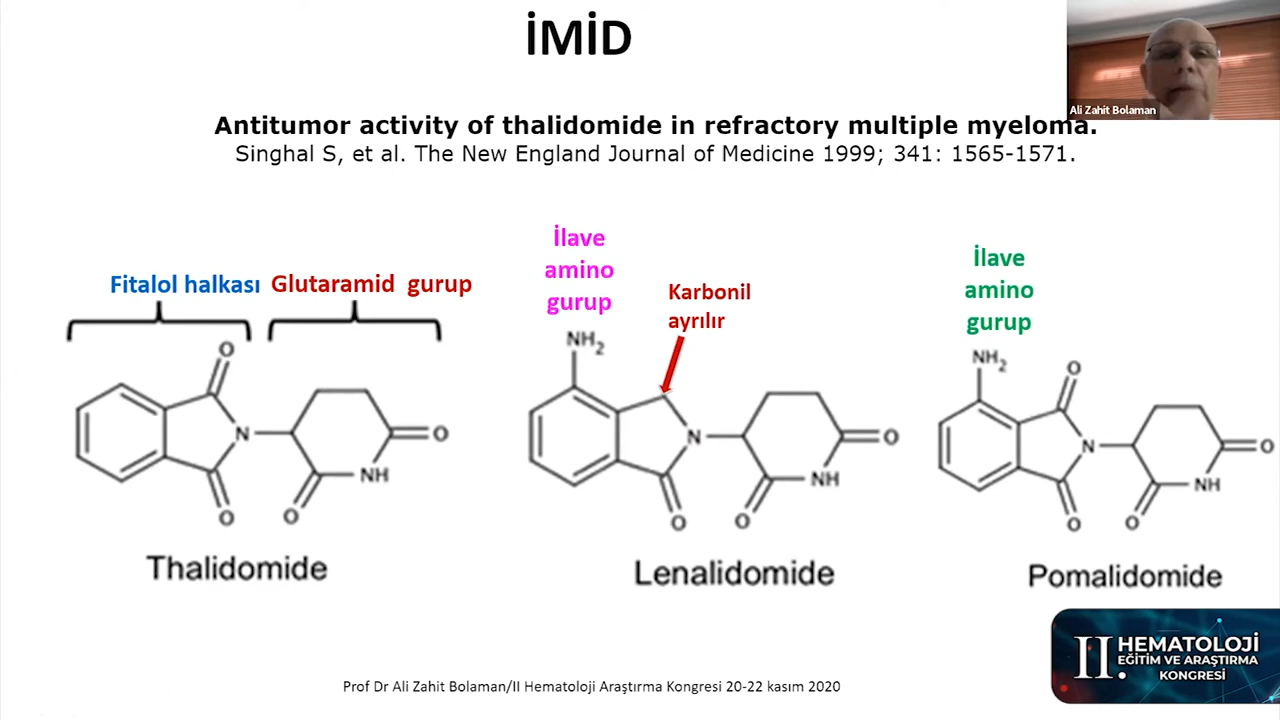 İMİD
Ali Zahit Bolaman
Antitumor activity of thalidomide in refractory multiple myeloma.
Singhal S, et al. The New England Journal of Medicine 1999; 341: 1565-1571.
Fitalol halkası
Glutaramid gurup
O
N
O
O
NH
O
Thalidomide
İlave
amino
gurup
Karbonil
ayrılır
NH2
N
O
O
NH
O
Lenalidomide
İlave
amino
gurup
NH2
O
N
O
O
NH
O
Pomalidomide
II. HEMATOLOJİ
EĞİTİM VE ARAŞTIRMA
KONGRESİ
Prof Dr Ali Zahit Bolaman/II Hematoloji Araştırma Kongresi 20-22 kasım 2020